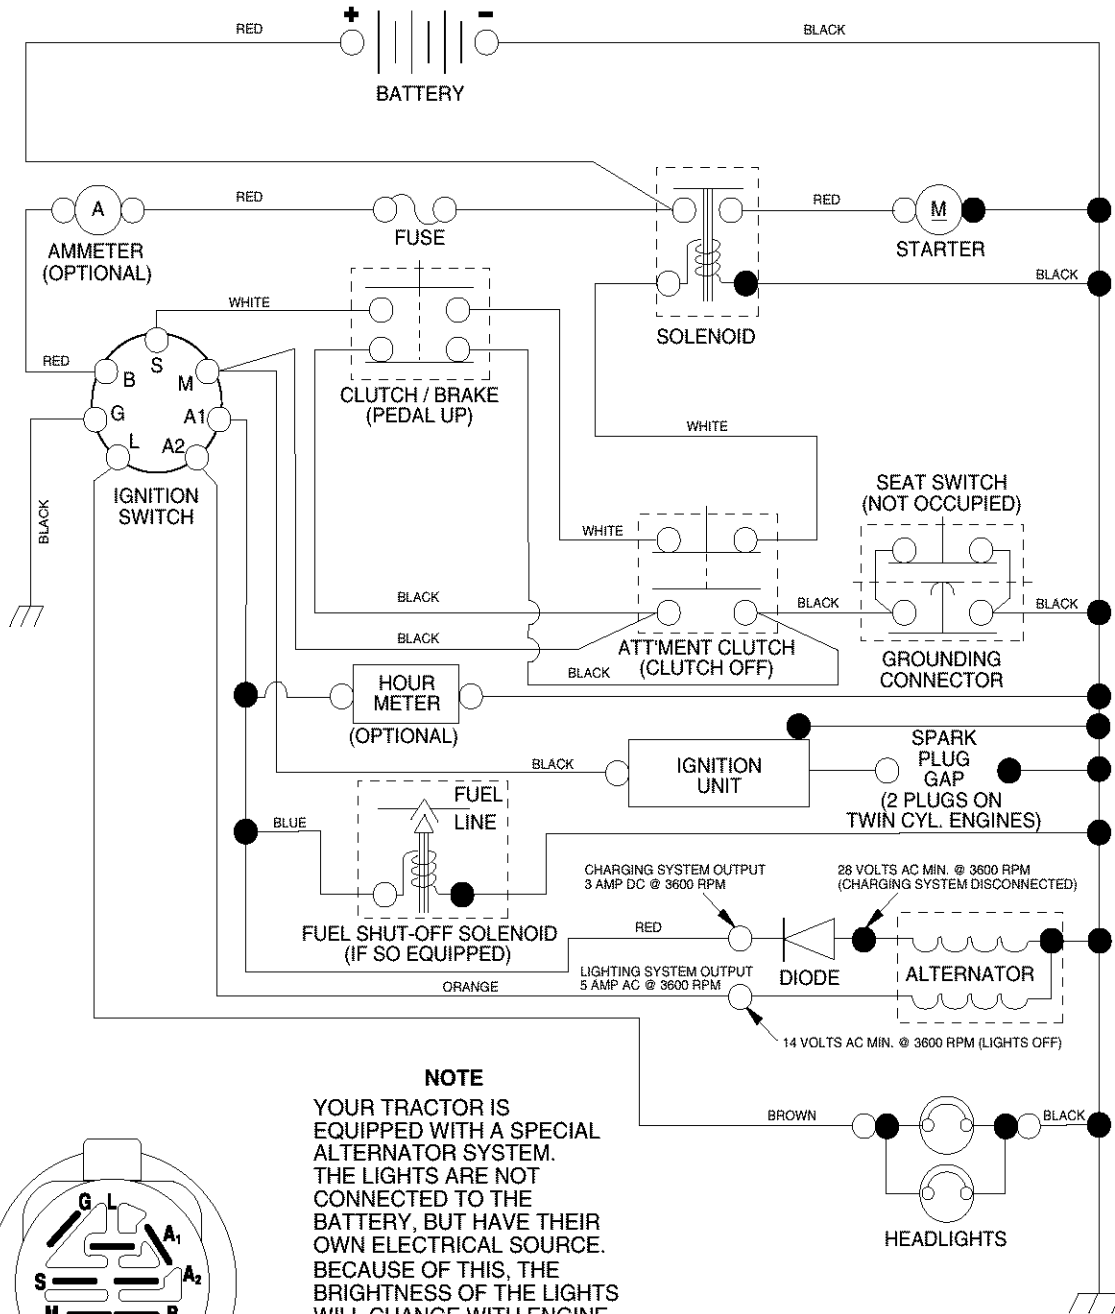 +
-
RED
BLACK
BATTERY
A
RED
RED
M
AMMETER
(OPTIONAL)
FUSE
STARTER
BLACK
SOLENOID
WHITE
RED
S
B
M
G
A1
L
A2
CLUTCH / BRAKE
(PEDAL UP)
IGNITION
SWITCH
BLACK
WHITE
SEAT SWITCH
(NOT OCCUPIED)
WHITE
BLACK
BLACK
BLACK
BLACK
ATT'MENT CLUTCH
(CLUTCH OFF)
BLACK
GROUNDING
CONNECTOR
HOUR
METER
(OPTIONAL)
BLACK
IGNITION
UNIT
SPARK
PLUG
GAP
(2 PLUGS ON
TWIN CYL. ENGINES)
FUEL
LINE
BLUE
FUEL SHUT-OFF SOLENOID
(IF SO EQUIPPED)
CHARGING SYSTEM OUTPUT
3 AMP DC @ 3600 RPM
28 VOLTS AC MIN. @ 3600 RPM
(CHARGING SYSTEM DISCONNECTED)
RED
DIODE
ALTERNATOR
LIGHTING SYSTEM OUTPUT
5 AMP AC @ 3600 RPM
ORANGE
14 VOLTS AC MIN. @ 3600 RPM (LIGHTS OFF)
BROWN
BLACK
HEADLIGHTS
NOTE
YOUR TRACTOR IS
EQUIPPED WITH A SPECIAL
ALTERNATOR SYSTEM.
THE LIGHTS ARE NOT
CONNECTED TO THE
BATTERY, BUT HAVE THEIR
OWN ELECTRICAL SOURCE.
BECAUSE OF THIS, THE
BRIGHTNESS OF THE LIGHTS
WILL CHANGE WITH ENGINE
G
L
A1
S
A2
M
B